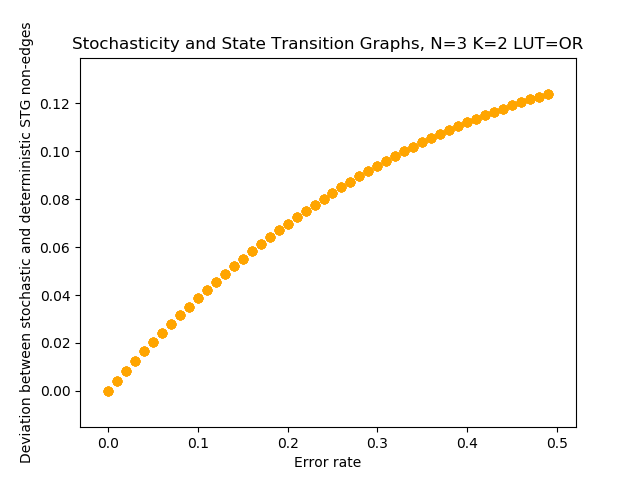 Stochasticity and State Transition Graphs, N=3 K=2 LUT=OR
Deviation between stochastic and deterministic STG non-edges
0.12
0.10
0.08
0.06
0.04
0.02
0.00
0.0 0.1 0.2 0.3 0.4 0.5
Error rate